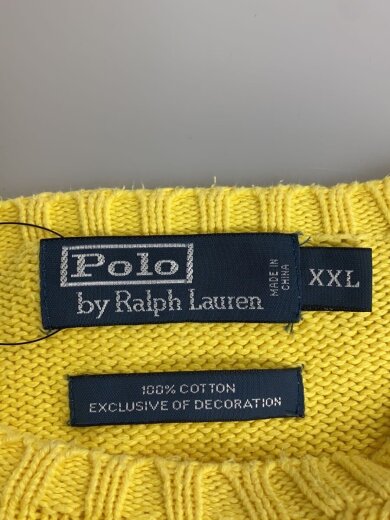 Polo
by Ralph Lauren
MADE IN
CHINA
XXL
100% COTTON
EXCLUSIVE OF DECORATION